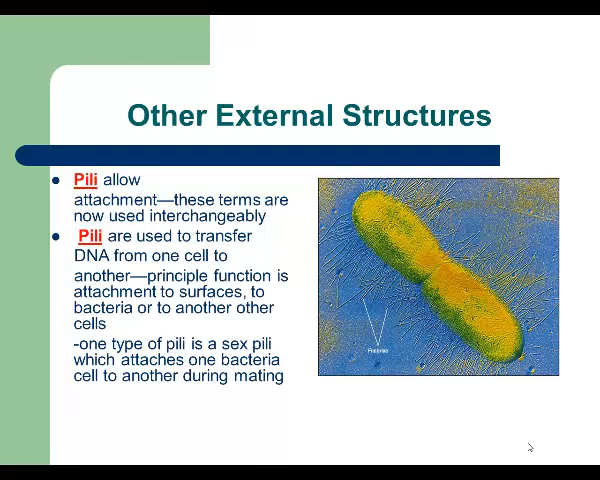 Other External Structures
Pili allow
attachment—these terms are
now used interchangeably
Pili are used to transfer
DNA from one cell to
another—principle function is
attachment to surfaces, to
bacteria or to another other
cells
-one type of pili is a sex pili
which attaches one bacteria
cell to another during mating
Fimbriae